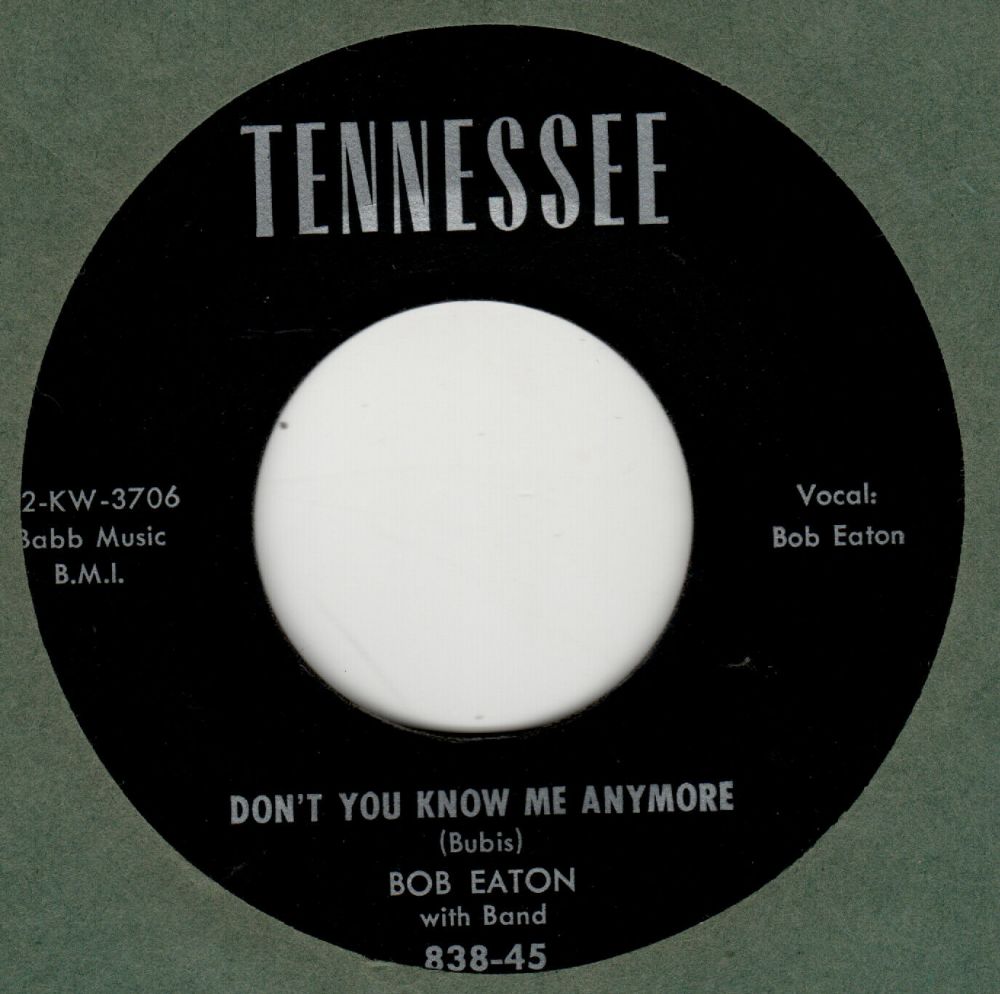 TENNESSEE
2-KW-3706
Babb Music
B.M.I.
Vocal:
Bob Eaton
DON'T YOU KNOW ME ANYMORE
(Bubis)
BOB EATON
with Band
838-45